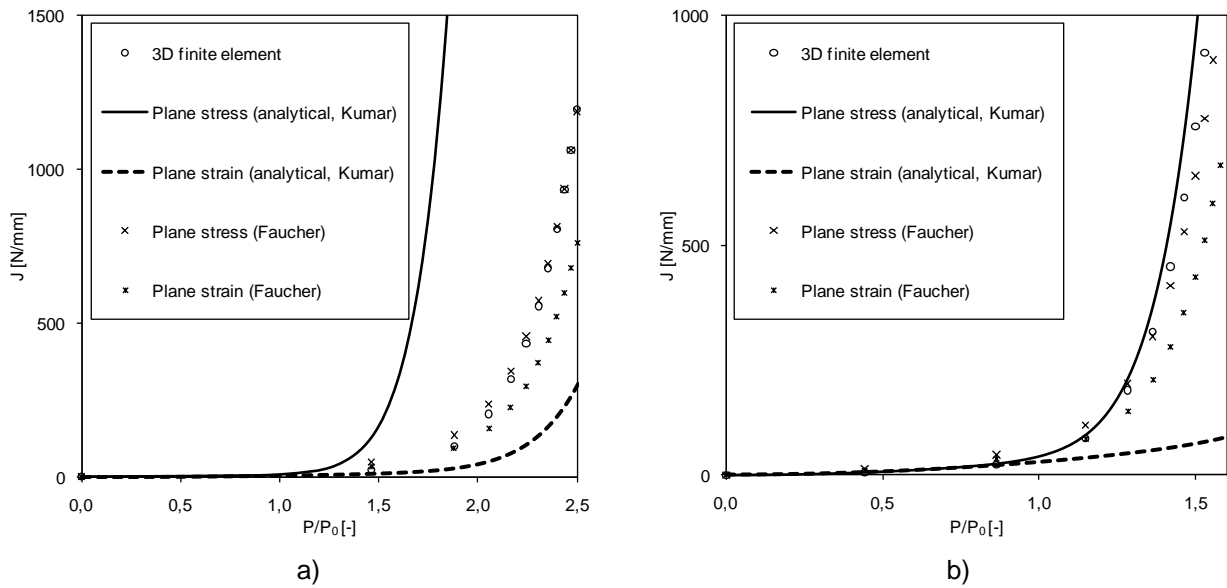 a)
1500
1000
500
0
J [N/mm]
3D finite element
Plane stress (analytical, Kumar)
Plane strain (analytical, Kumar)
Plane stress (Faucher)
Plane strain (Faucher)
0,0 0,5 1,0 1,5 2,0 2,5
P/P0 [-]
a)
b)
1000
500
0
J [N/mm]
3D finite element
Plane stress (analytical, Kumar)
Plane strain (analytical, Kumar)
Plane stress (Faucher)
Plane strain (Faucher)
0,0 0,5 1,0 1,5
P/P0 [-]
b)